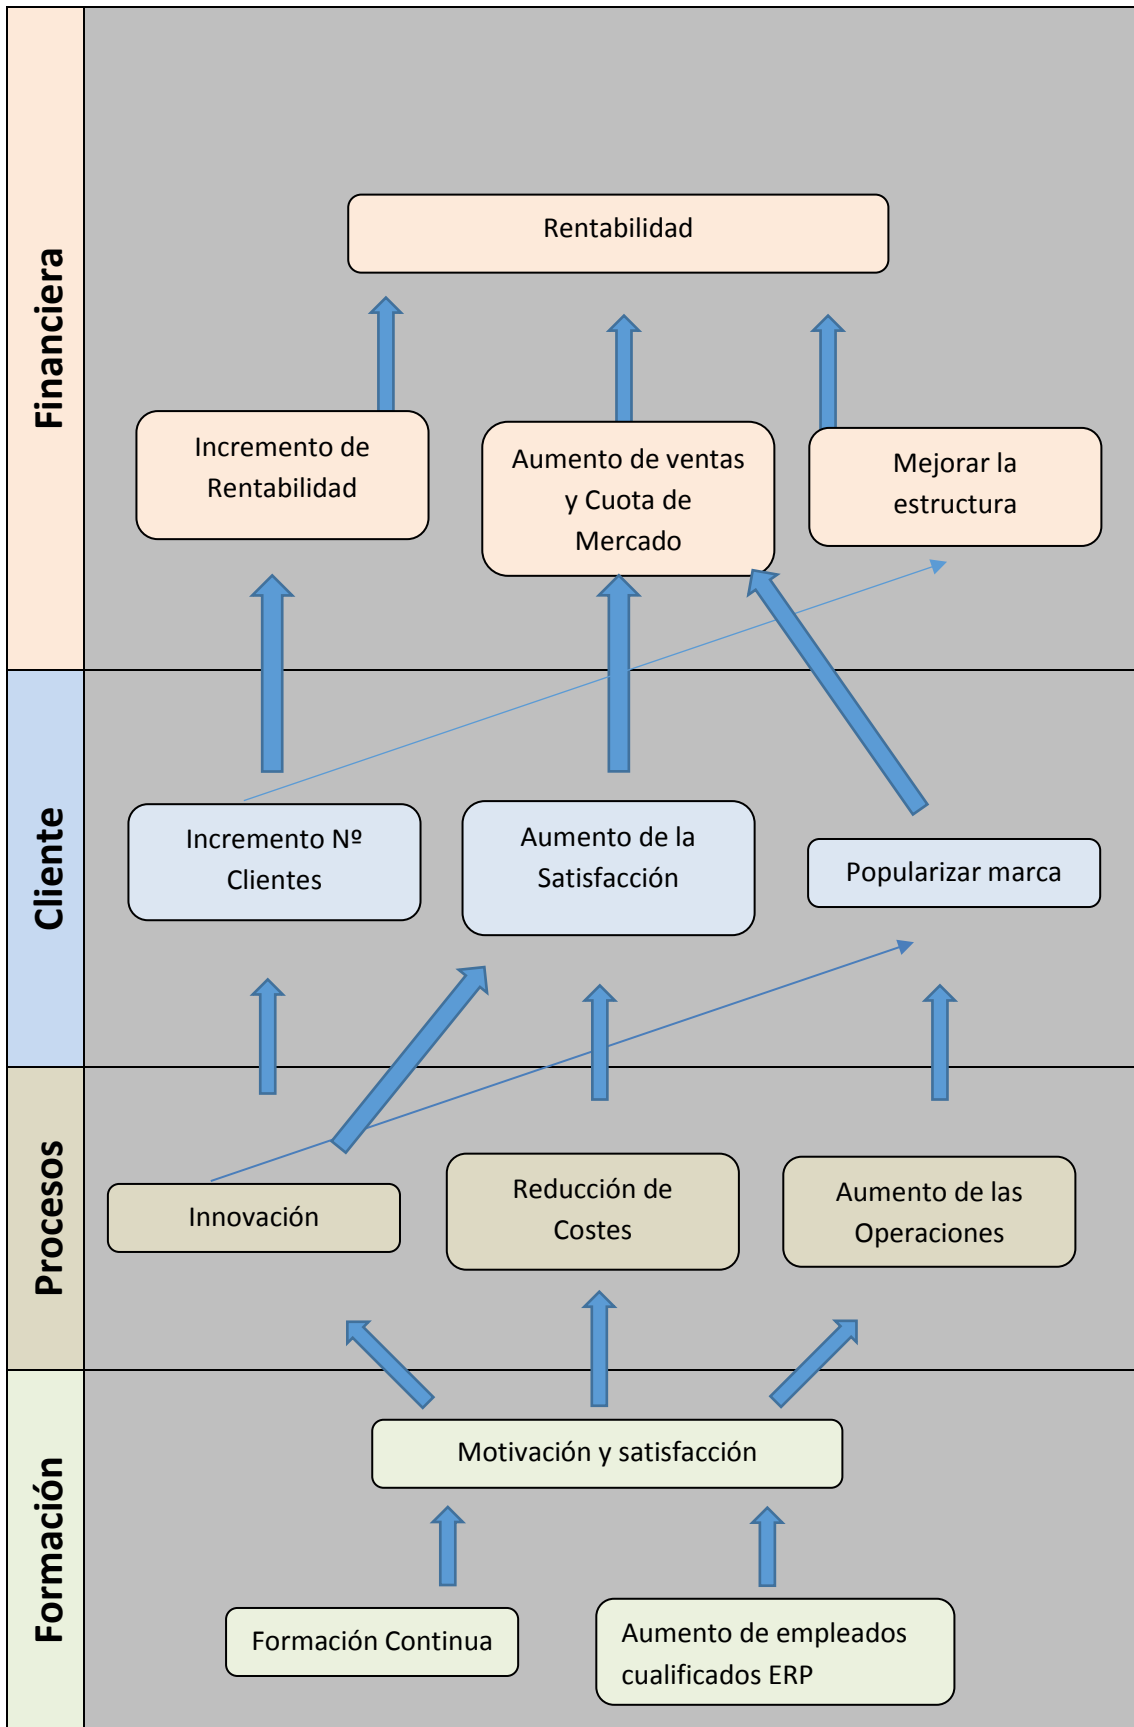 Financiera
Rentabilidad
Incremento de
Rentabilidad
Aumento de ventas
y Cuota de
Mercado
Mejorar la
estructura
Cliente
Incremento Nº
Clientes
Aumento de la
Satisfacción
Popularizar marca
Procesos
Innovación
Reducción de
Costes
Aumento de las
Operaciones
Formación
Motivación y satisfacción
Formación Continua
Aumento de empleados
cualificados ERP